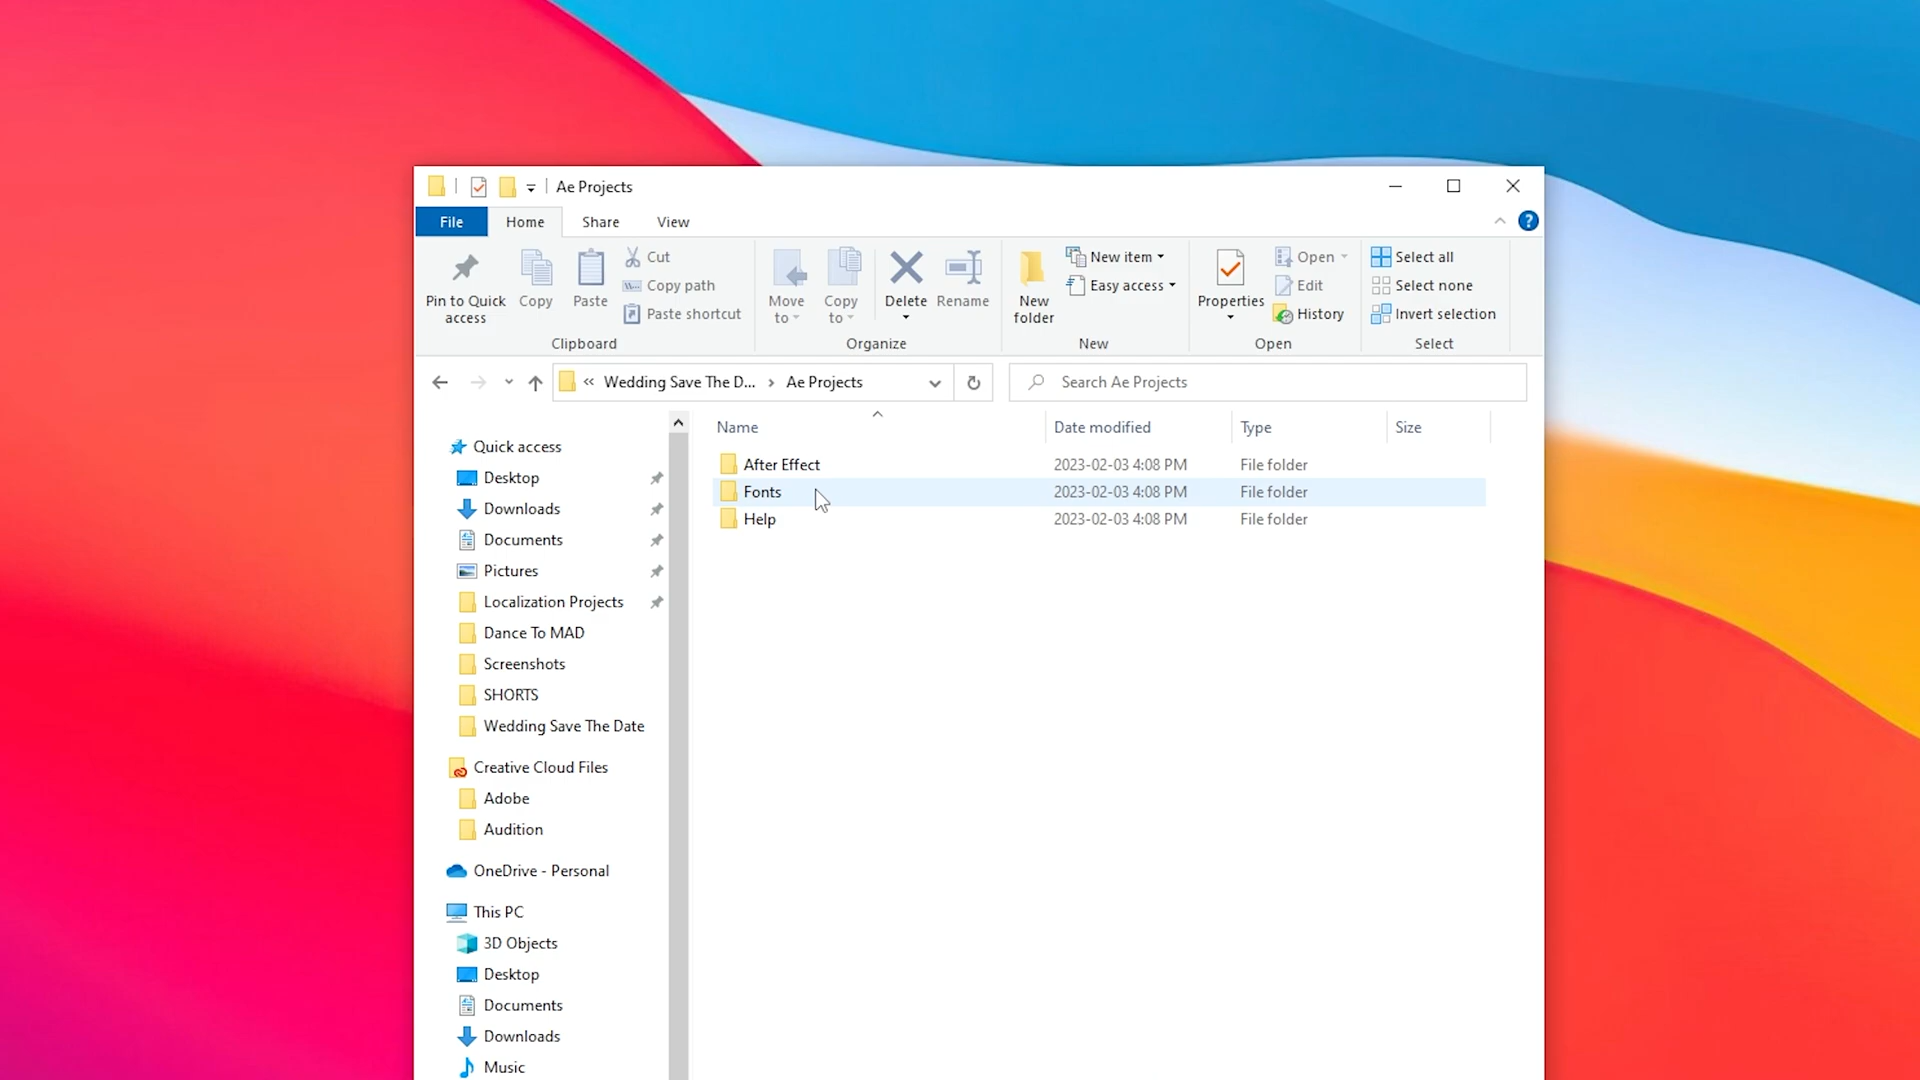 Ae Projects
File Home Share View
Pin to Quick access
Copy
Paste
Cut
Copy path
Paste shortcut
Clipboard
Move to
Copy to
Delete
Rename
Organize
New folder
New item
Easy access
New
Properties
Open
Edit
History
Open
Select all
Select none
Invert selection
Select
« Wedding Save The D... › Ae Projects
Search Ae Projects
Name Date modified Type Size
After Effect 2023-02-03 4:08 PM File folder
Fonts 2023-02-03 4:08 PM File folder
Help 2023-02-03 4:08 PM File folder
Quick access
Desktop
Downloads
Documents
Pictures
Localization Projects
Dance To MAD
Screenshots
SHORTS
Wedding Save The Date
Creative Cloud Files
Adobe
Audition
OneDrive - Personal
This PC
3D Objects
Desktop
Documents
Downloads
Music